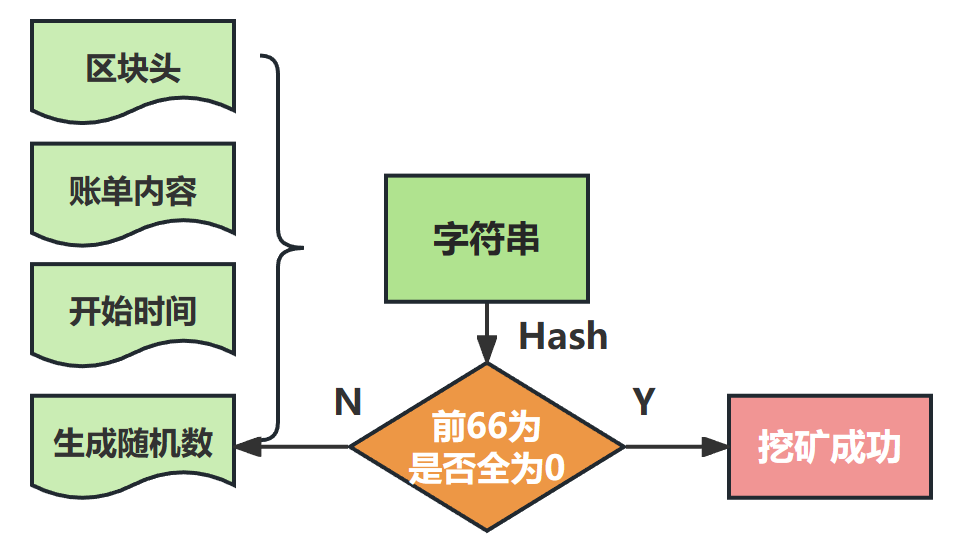 区块头
账单内容
开始时间
生成随机数
字符串
Hash
N
Y
前66为
是否全为0
挖矿成功